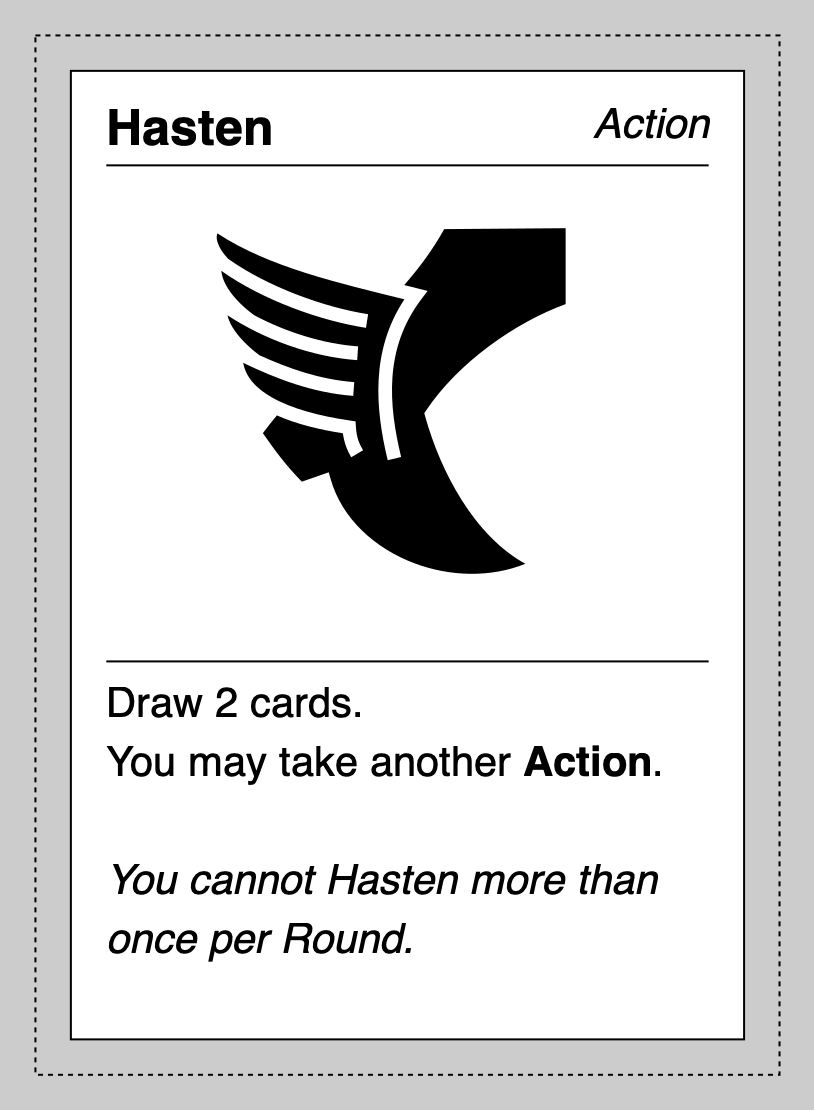 Hasten
Action
Draw 2 cards.
You may take another Action.
You cannot Hasten more than
once per Round.